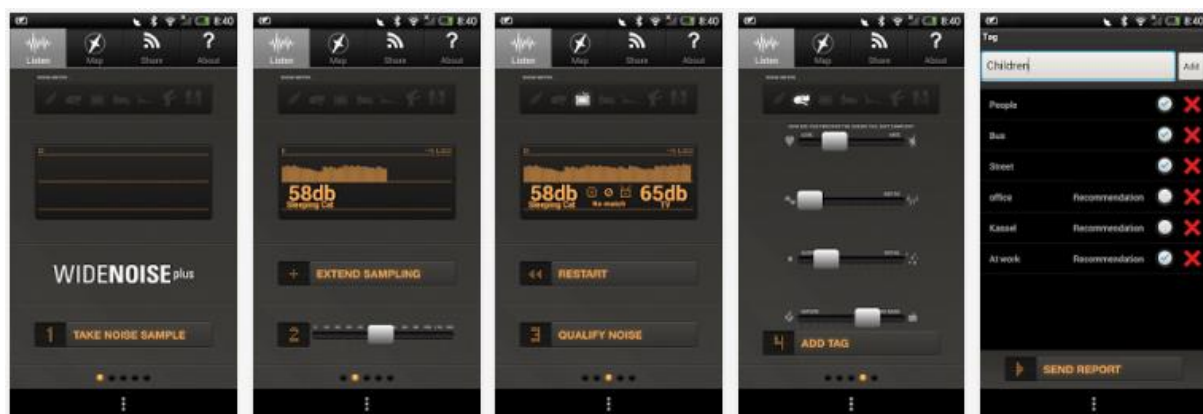 8:40
Listen Map Share About
WIDENOISE plus
1 TAKE NOISE SAMPLE
8:40
Listen Map Share About
58db
Sleeping Cat
+ EXTEND SAMPLING
2
8:40
Listen Map Share About
58db 65db
Sleeping Cat No match TV
RESTART
3 QUALIFY NOISE
8:40
Listen Map Share About
4 ADD TAG
8:40
Tag
Children Add
People
Bus
Street
office Recommendation
Kassel Recommendation
At work Recommendation
SEND REPORT